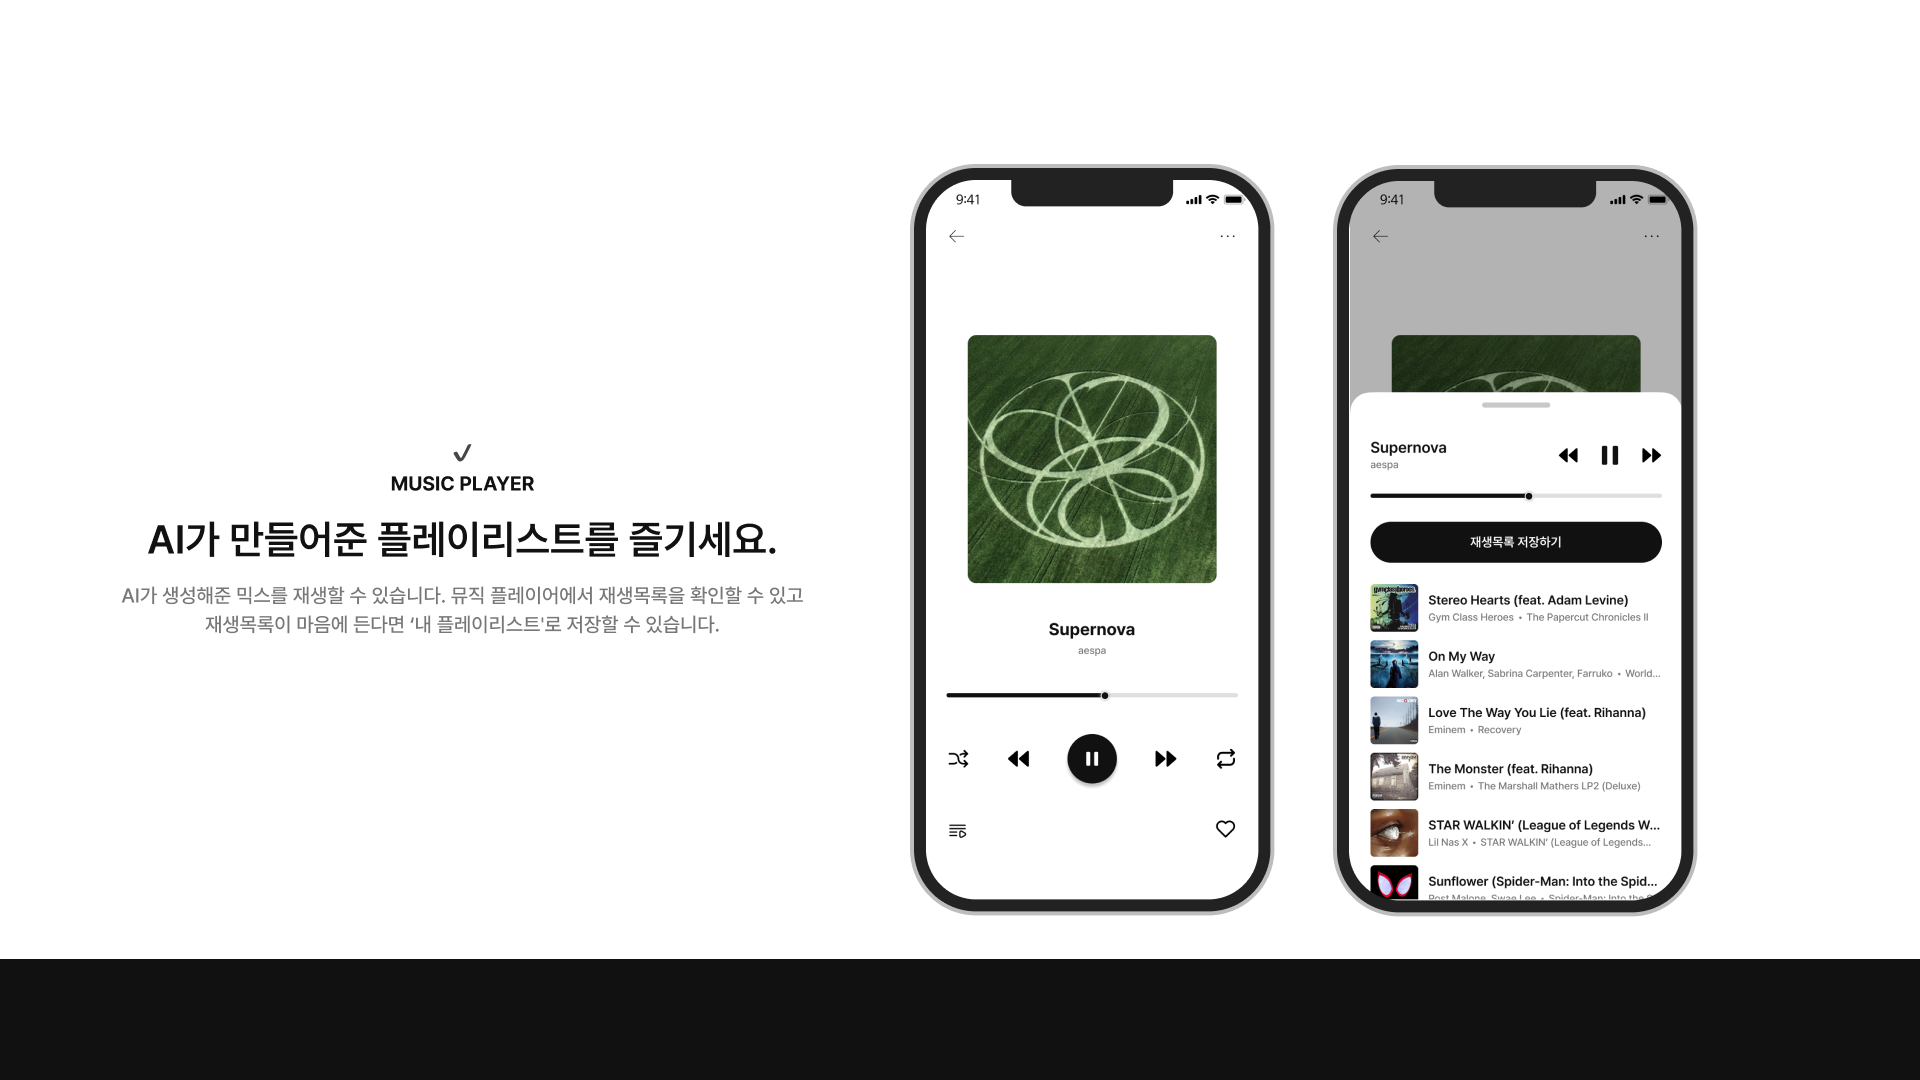 MUSIC PLAYER
AI가 만들어준 플레이리스트를 즐기세요.
AI가 생성해준 믹스를 재생할 수 있습니다. 뮤직 플레이어에서 재생목록을 확인할 수 있고
재생목록이 마음에 든다면 ‘내 플레이리스트'로 저장할 수 있습니다.
9:41
Supernova
aespa
9:41
Supernova
aespa
재생목록 저장하기
Stereo Hearts (feat. Adam Levine)
Gym Class Heroes • The Papercut Chronicles II
On My Way
Alan Walker, Sabrina Carpenter, Farruko • World...
Love The Way You Lie (feat. Rihanna)
Eminem • Recovery
The Monster (feat. Rihanna)
Eminem • The Marshall Mathers LP2 (Deluxe)
STAR WALKIN’ (League of Legends W...
Lil Nas X • STAR WALKIN’ (League of Legends...
Sunflower (Spider-Man: Into the Spid...
Post Malone, Swae Lee • Spider-Man: Into the